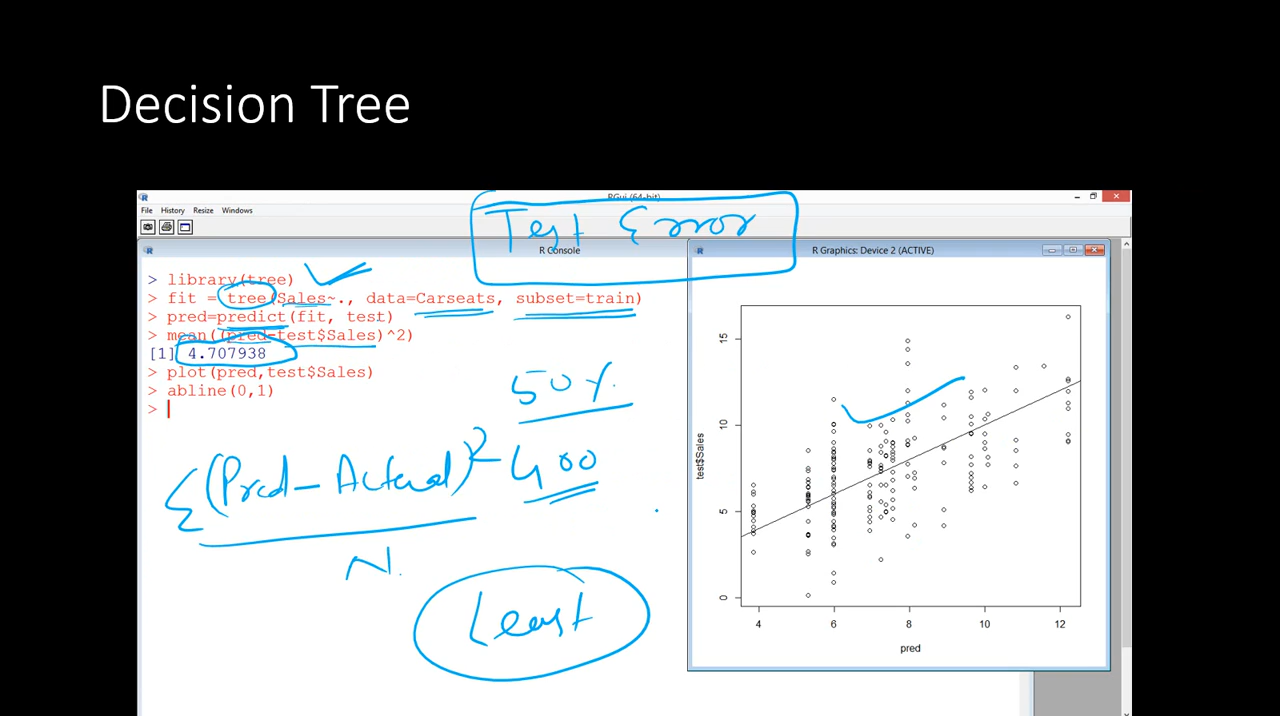 Decision Tree
RGui (64-bit)
File History Resize Windows
Test Error
R Console
R Graphics: Device 2 (ACTIVE)
> library(tree)
> fit = tree(Sales~., data=Carseats, subset=train)
> pred=predict(fit, test)
> mean((pred-test$Sales)^2)
[1] 4.707938
> plot(pred,test$Sales)
> abline(0,1)
>
50%
400
Σ(Pred - Actual)²
N
Least
test$Sales
15
10
5
0
4 6 8 10 12
pred